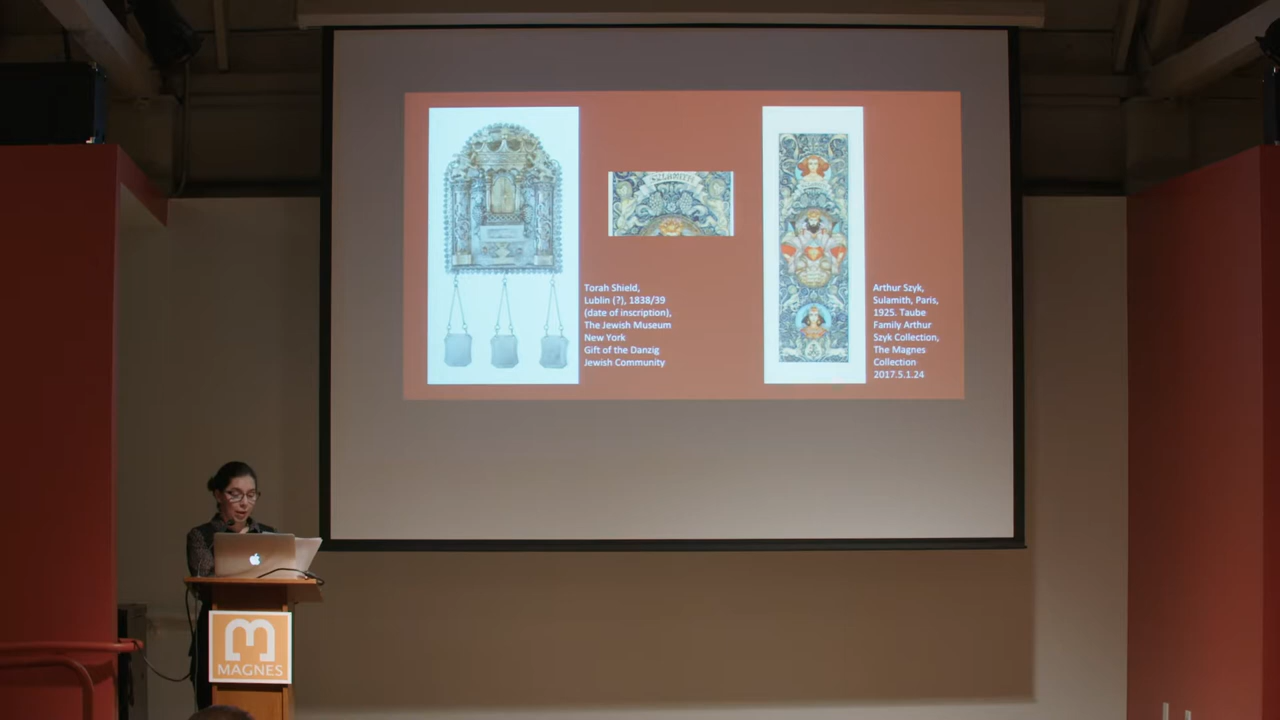 SULAMITH
Torah Shield,
Lublin (?), 1838/39
(date of inscription),
The Jewish Museum
New York
Gift of the Danzig
Jewish Community
Arthur Szyk,
Sulamith, Paris,
1925. Taube
Family Arthur
Szyk Collection,
The Magnes
Collection
2017.5.1.24
MAGNES